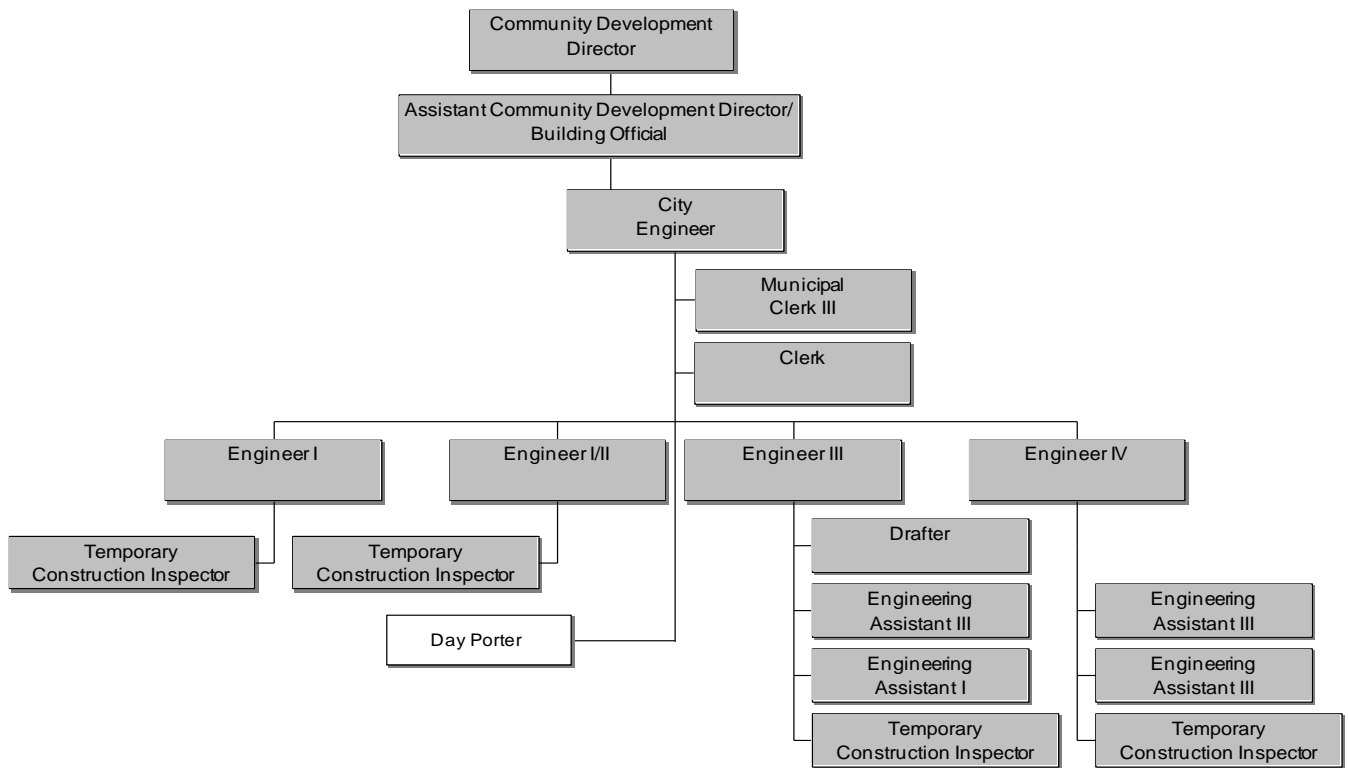 Community Development
Director
Assistant Community Development Director/
Building Official
City
Engineer
Municipal
Clerk III
Clerk
Engineer I
Engineer I/II
Engineer III
Engineer IV
Temporary
Construction Inspector
Temporary
Construction Inspector
Drafter
Engineering
Assistant III
Engineering
Assistant I
Temporary
Construction Inspector
Engineering
Assistant III
Engineering
Assistant III
Temporary
Construction Inspector
Day Porter